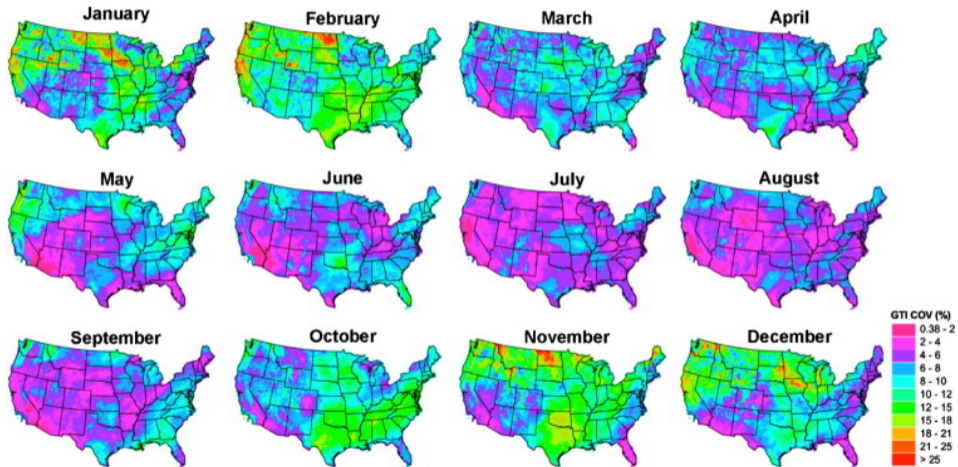 January
February
March
April
May
June
July
August
September
October
November
December
GTI COV (%)
0.38 - 2
2 - 4
4 - 6
6 - 8
8 - 10
10 - 12
12 - 15
15 - 18
18 - 21
21 - 25
> 25